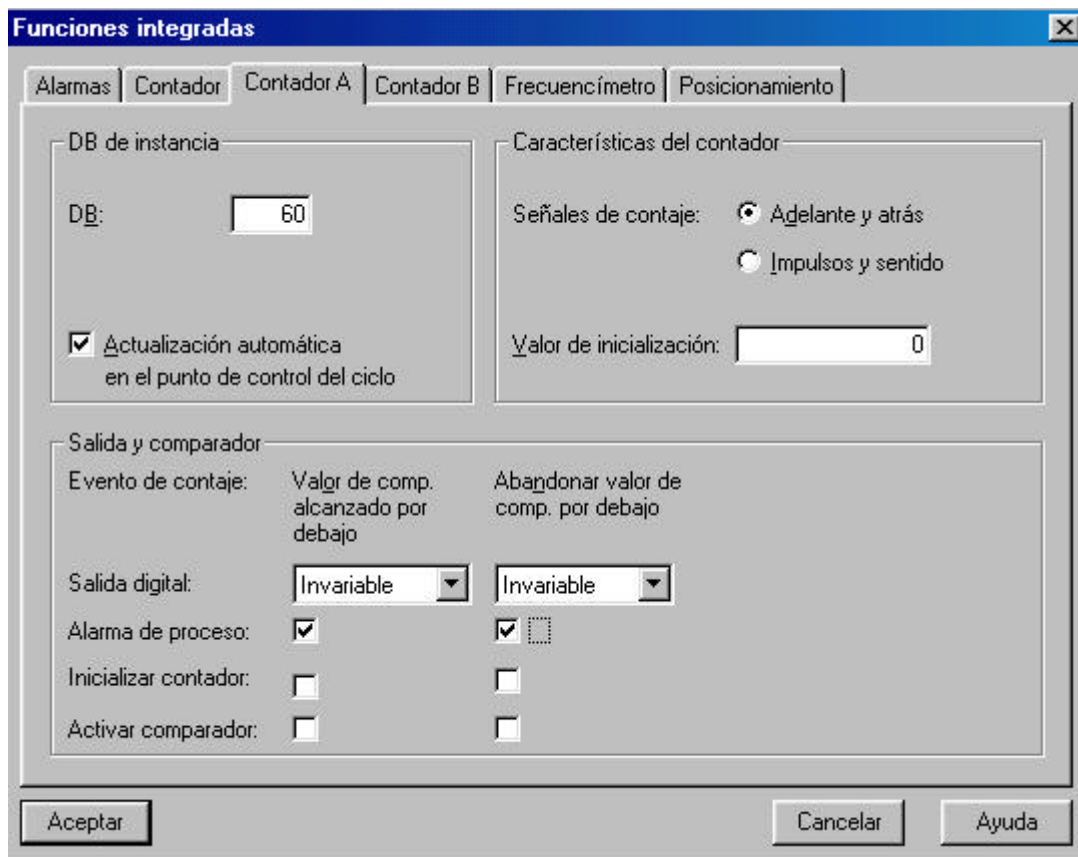 Funciones integradas
Alarmas
Contador
Contador A
Contador B
Frecuencímetro
Posicionamiento
DB de instancia
DB:
60
Actualización automática
en el punto de control del ciclo
Características del contador
Señales de contaje:
Adelante y atrás
Impulsos y sentido
Valor de inicialización:
0
Salida y comparador
Evento de contaje:
Valor de comp.
alcanzado por
debajo
Abandonar valor de
comp. por debajo
Salida digital:
Invariable
Invariable
Alarma de proceso:
Inicializar contador:
Activar comparador:
Aceptar
Cancelar
Ayuda